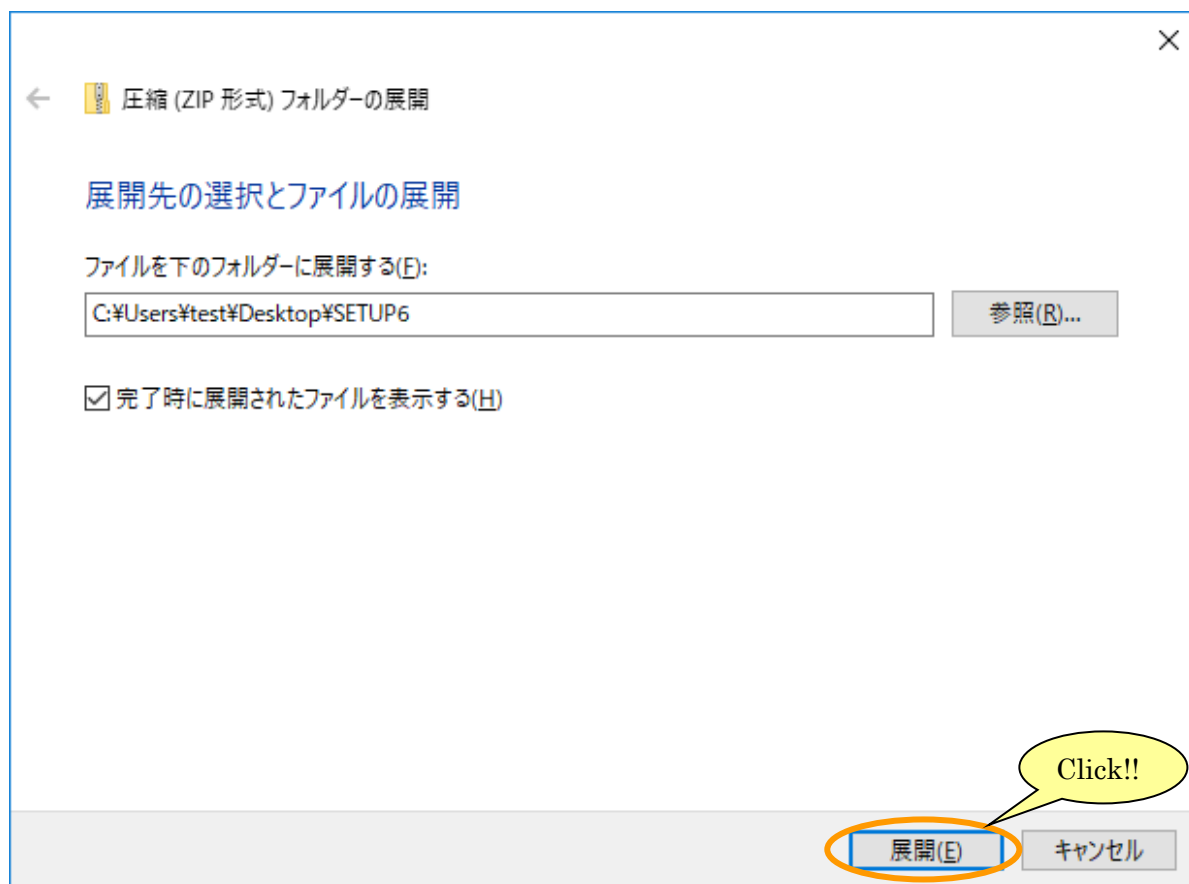 圧縮 (ZIP 形式) フォルダーの展開
展開先の選択とファイルの展開
ファイルを下のフォルダーに展開する(F):
C:¥Users¥test¥Desktop¥SETUP6
参照(R)...
完了時に展開されたファイルを表示する(H)
Click!!
展開(E)
キャンセル